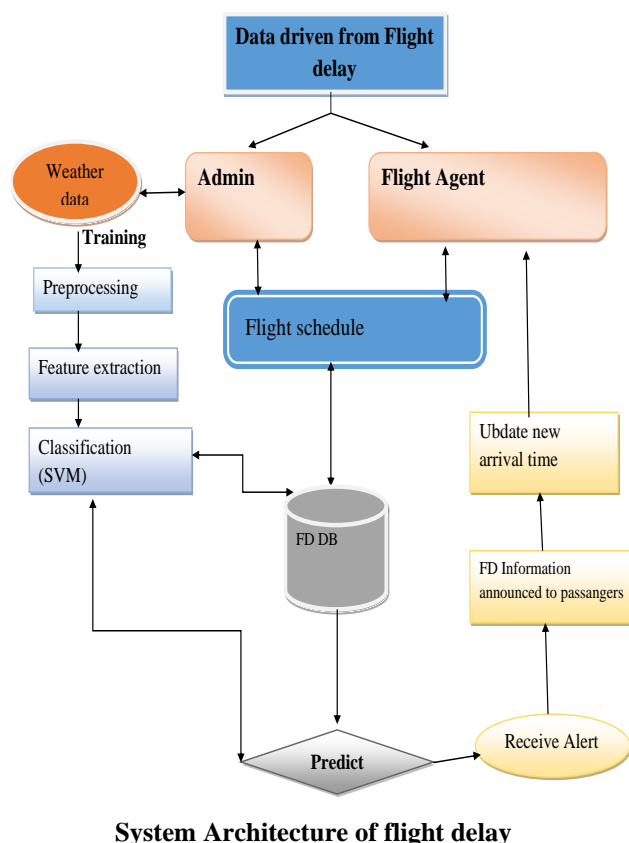 Data driven from Flight
delay
Weather
data
Admin
Flight Agent
Training
Preprocessing
Flight schedule
Feature extraction
Classification
(SVM)
Ubdate new
arrival time
FD DB
FD Information
announced to passangers
Predict
Receive Alert
System Architecture of flight delay